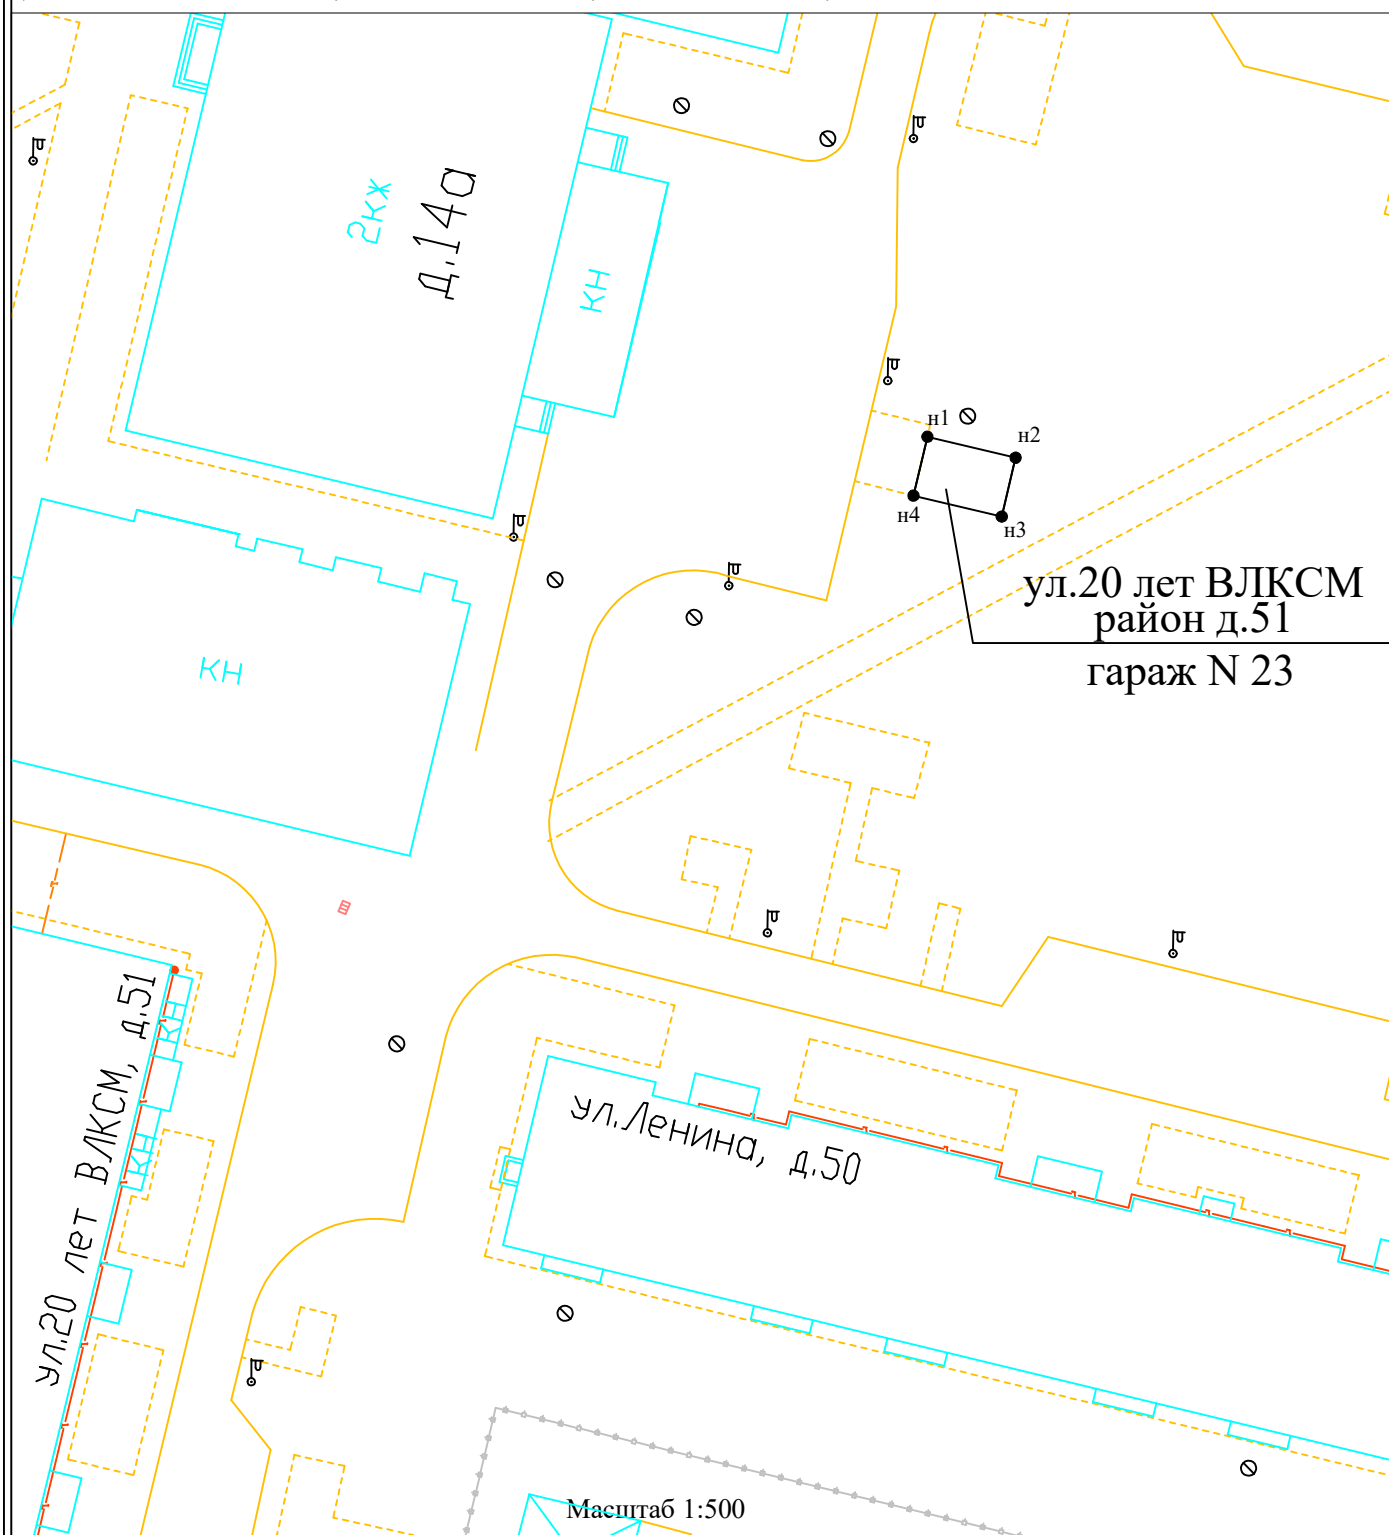 2кж
д.14а
кн
н1
н2
н4
н3
ул.20 лет ВЛКСМ
район д.51
гараж N 23
кн
ул.20 лет ВЛКСМ, д.51
кн
кн
ул.Ленина, д.50
Масштаб 1:500